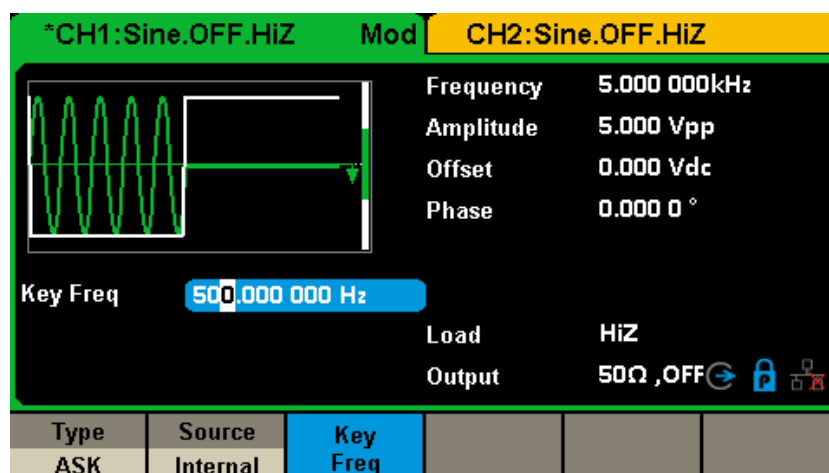 *CH1:Sine.OFF.HiZ Mod CH2:Sine.OFF.HiZ
Frequency 5.000 000kHz
Amplitude 5.000 Vpp
Offset 0.000 Vdc
Phase 0.000 0 °
Key Freq 500.000 000 Hz
Load HiZ
Output 50Ω ,OFF P
Type Source Key
ASK Internal Freq